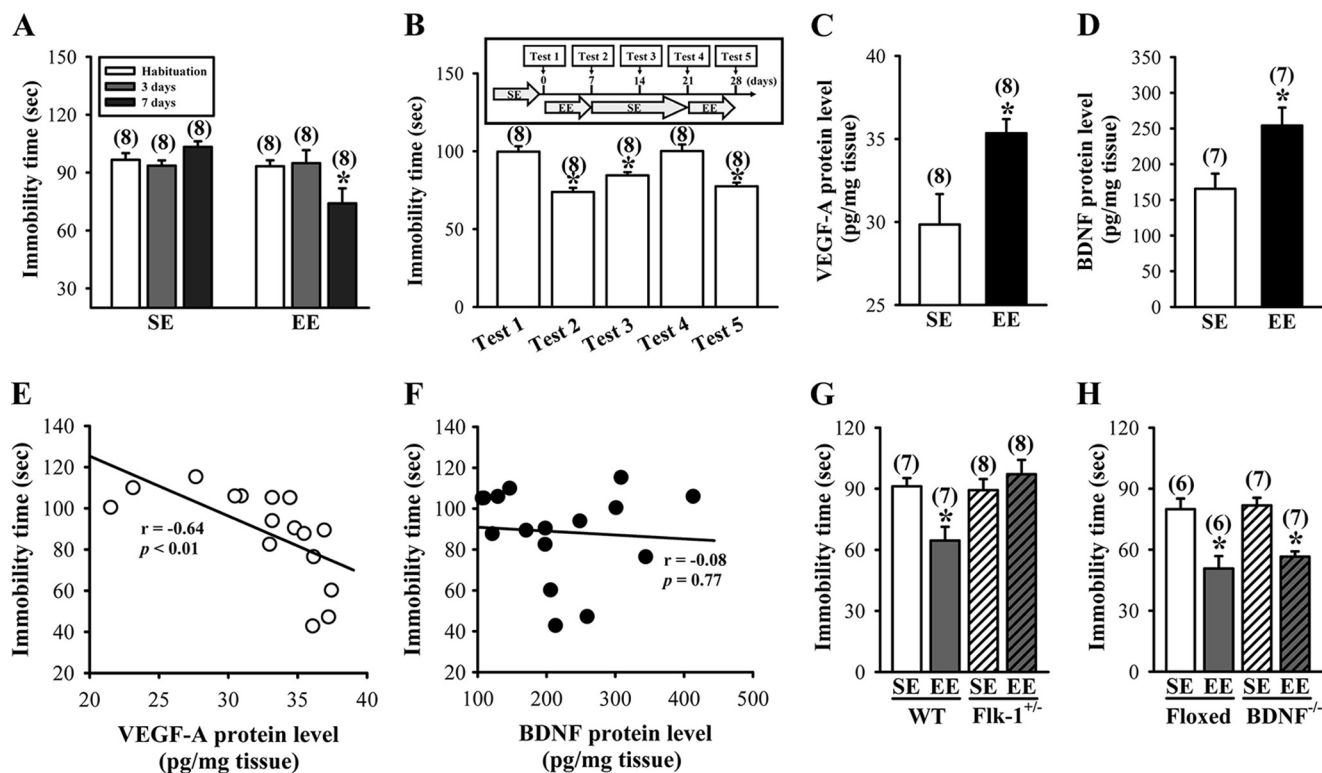 A
Immobility time (sec)
150
120
90
60
30
Habituation
3 days
7 days
(8)
(8)
(8)
(8)
(8)
(8)
*
SE
EE
B
Immobility time (sec)
150
100
50
0
Test 1
Test 2
Test 3
Test 4
Test 5
0
7
14
21
28
(days)
SE
EE
SE
EE
(8)
(8)
*
(8)
*
(8)
(8)
*
Test 1
Test 2
Test 3
Test 4
Test 5
C
VEGF-A protein level
(pg/mg tissue)
40
35
30
25
(8)
(8)
*
SE
EE
D
BDNF protein level
(pg/mg tissue)
350
300
250
200
150
100
50
0
(7)
(7)
*
SE
EE
E
Immobility time (sec)
140
120
100
80
60
40
20
r = -0.64
p < 0.01
20
25
30
35
40
VEGF-A protein level
(pg/mg tissue)
F
Immobility time (sec)
140
120
100
80
60
40
20
r = -0.08
p = 0.77
100
200
300
400
500
BDNF protein level
(pg/mg tissue)
G
Immobility time (sec)
120
90
60
30
0
(7)
(7)
*
(8)
(8)
SE
EE
SE
EE
WT
Flk-1+/-
H
Immobility time (sec)
120
90
60
30
0
(6)
(6)
*
(7)
(7)
*
SE
EE
SE
EE
Floxed
BDNF-/-